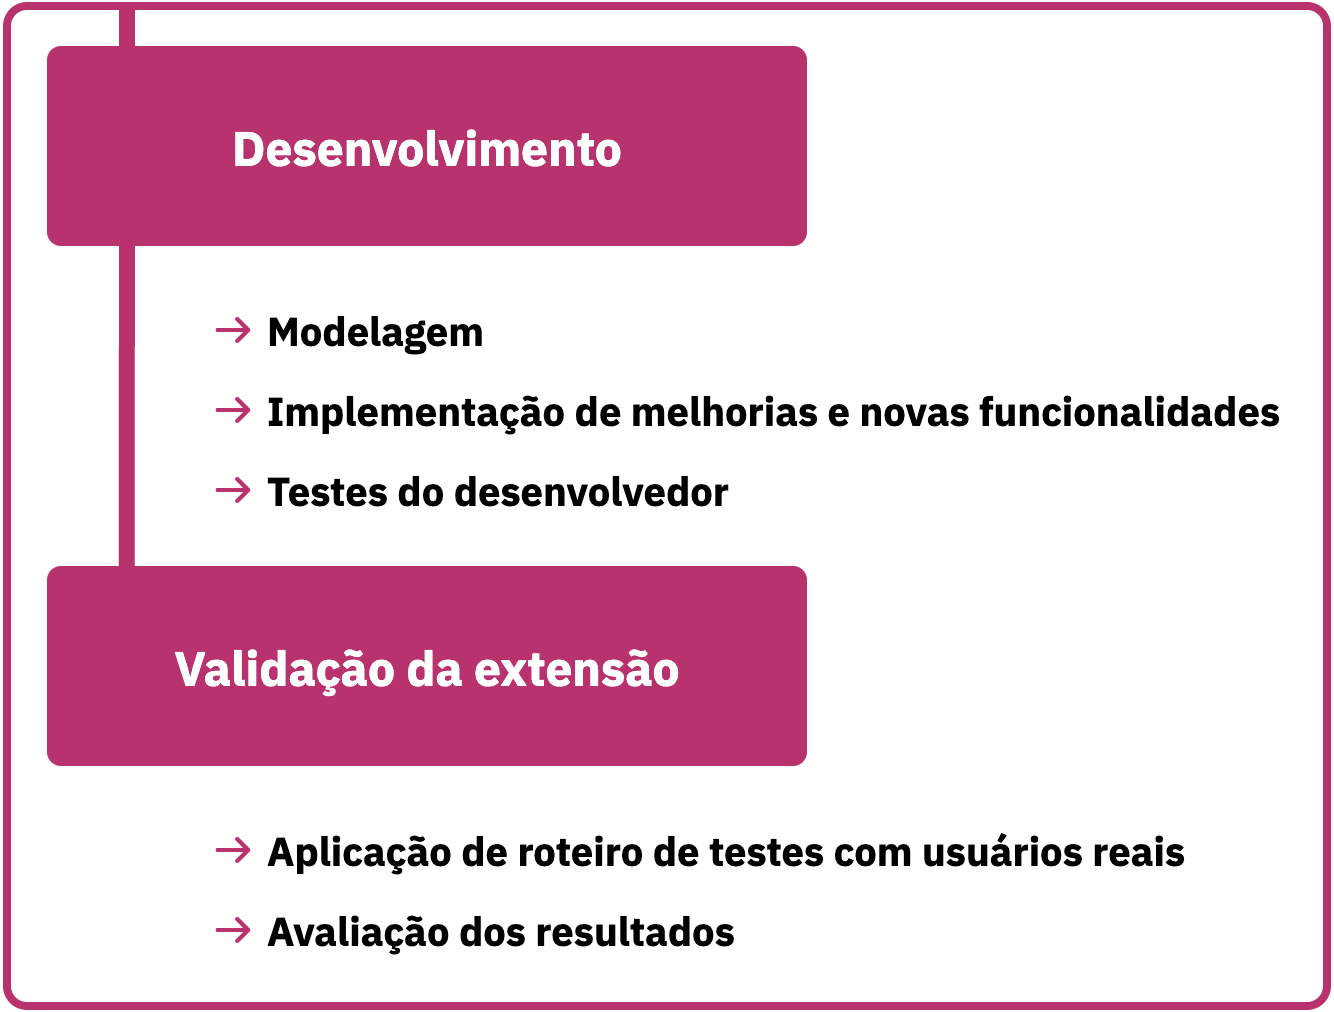 Desenvolvimento
→ Modelagem
→ Implementação de melhorias e novas funcionalidades
→ Testes do desenvolvedor
Validação da extensão
→ Aplicação de roteiro de testes com usuários reais
→ Avaliação dos resultados